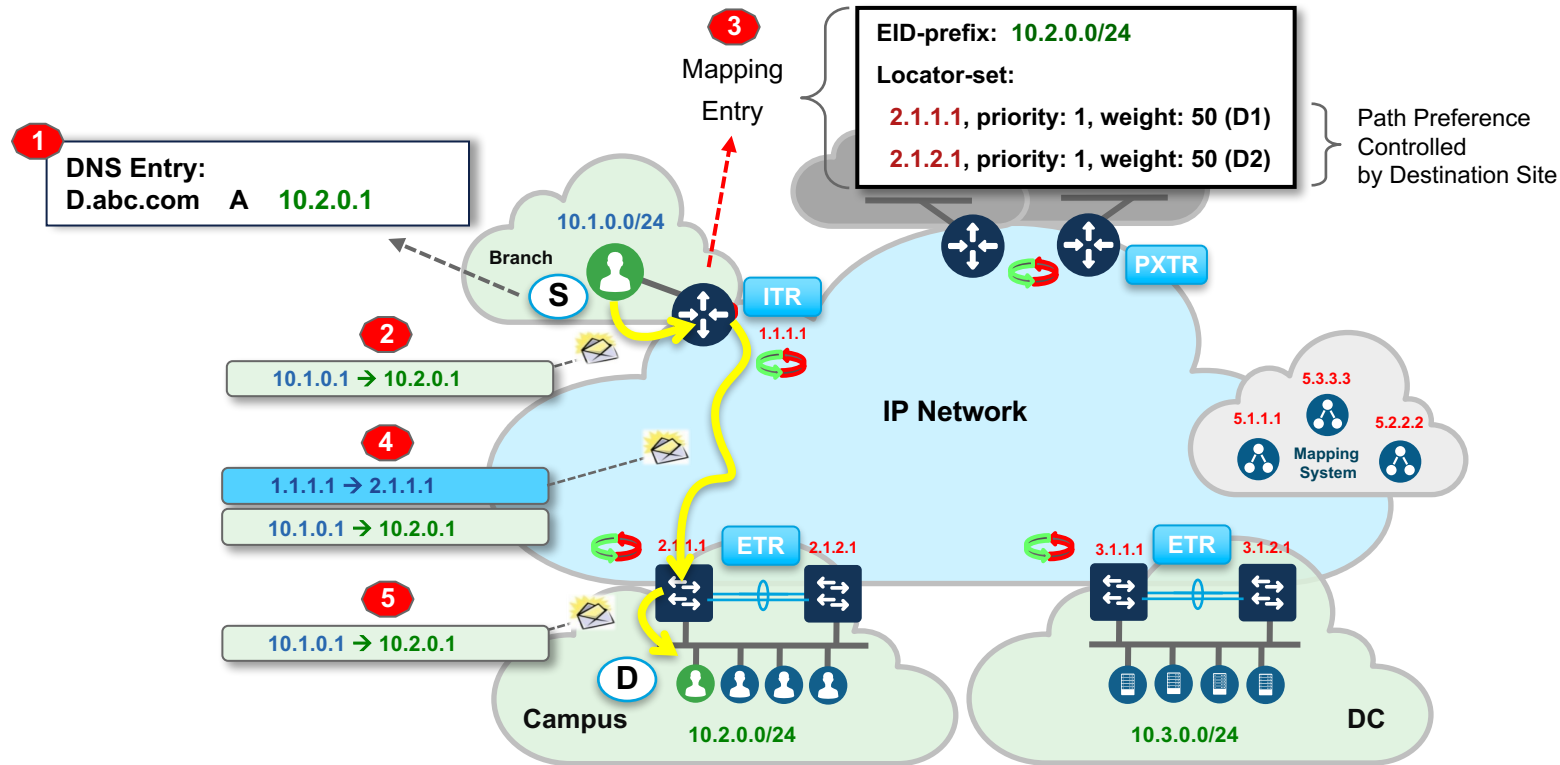 3
Mapping
Entry
EID-prefix: 10.2.0.0/24
Locator-set:
2.1.1.1, priority: 1, weight: 50 (D1)
2.1.2.1, priority: 1, weight: 50 (D2)
Path Preference
Controlled
by Destination Site
1
DNS Entry:
D.abc.com A 10.2.0.1
10.1.0.0/24
Branch
S
ITR
1.1.1.1
PXTR
2
10.1.0.1 → 10.2.0.1
IP Network
5.3.3.3
5.1.1.1
5.2.2.2
Mapping
System
4
1.1.1.1 → 2.1.1.1
10.1.0.1 → 10.2.0.1
2.1.1.1
ETR
2.1.2.1
3.1.1.1
ETR
3.1.2.1
5
10.1.0.1 → 10.2.0.1
D
Campus
10.2.0.0/24
10.3.0.0/24
DC